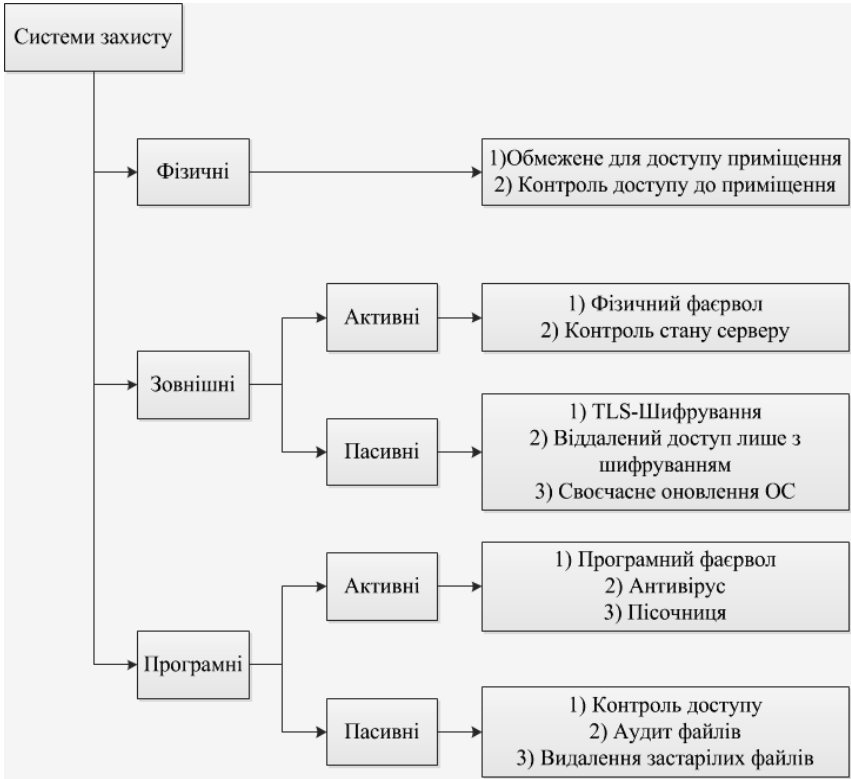 Системи захисту
Фізичні
1)Обмежене для доступу приміщення
2) Контроль доступу до приміщення
Зовнішні
Активні
1) Фізичний фаєрвол
2) Контроль стану серверу
Пасивні
1) TLS-Шифрування
2) Віддалений доступ лише з
шифруванням
3) Своєчасне оновлення ОС
Програмні
Активні
1) Програмний фаєрвол
2) Антивірус
3) Пісочниця
Пасивні
1) Контроль доступу
2) Аудит файлів
3) Видалення застарілих файлів